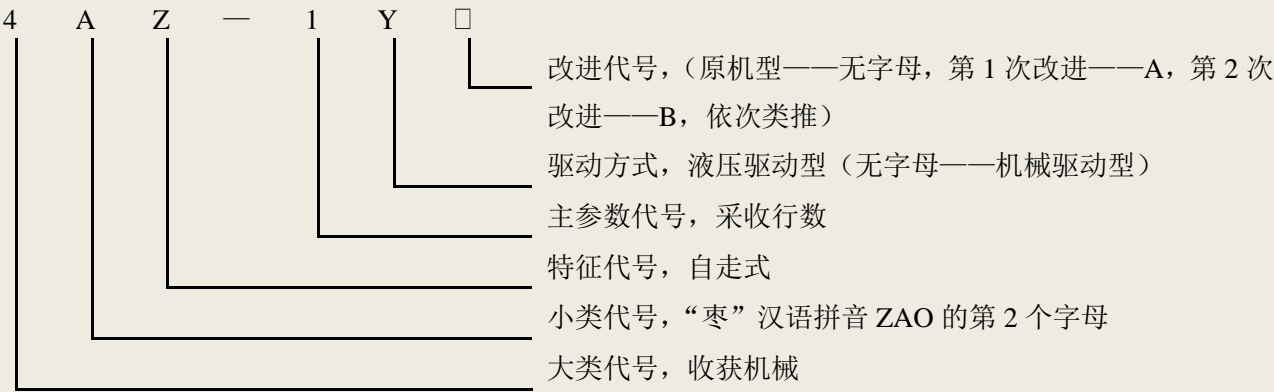 4 A Z — 1 Y □
改进代号,（原机型——无字母，第 1 次改进——A，第 2 次
改进——B，依次类推）
驱动方式，液压驱动型（无字母——机械驱动型）
主参数代号，采收行数
特征代号，自走式
小类代号，“枣”汉语拼音 ZAO 的第 2 个字母
大类代号，收获机械